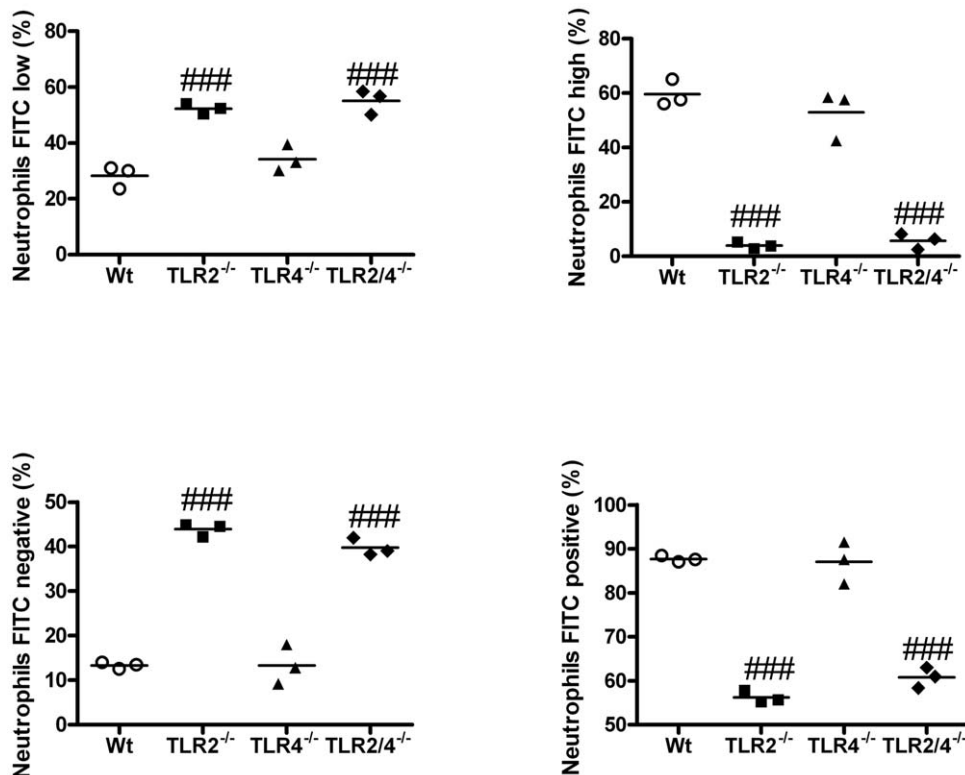 Neutrophils FITC low (%)
80
60
40
20
0
###
###
Wt
TLR2-/-
TLR4-/-
TLR2/4-/-
Neutrophils FITC high (%)
80
60
40
20
0
###
###
Wt
TLR2-/-
TLR4-/-
TLR2/4-/-
Neutrophils FITC negative (%)
50
40
30
20
10
0
###
###
Wt
TLR2-/-
TLR4-/-
TLR2/4-/-
Neutrophils FITC positive (%)
100
90
80
70
60
50
###
###
Wt
TLR2-/-
TLR4-/-
TLR2/4-/-